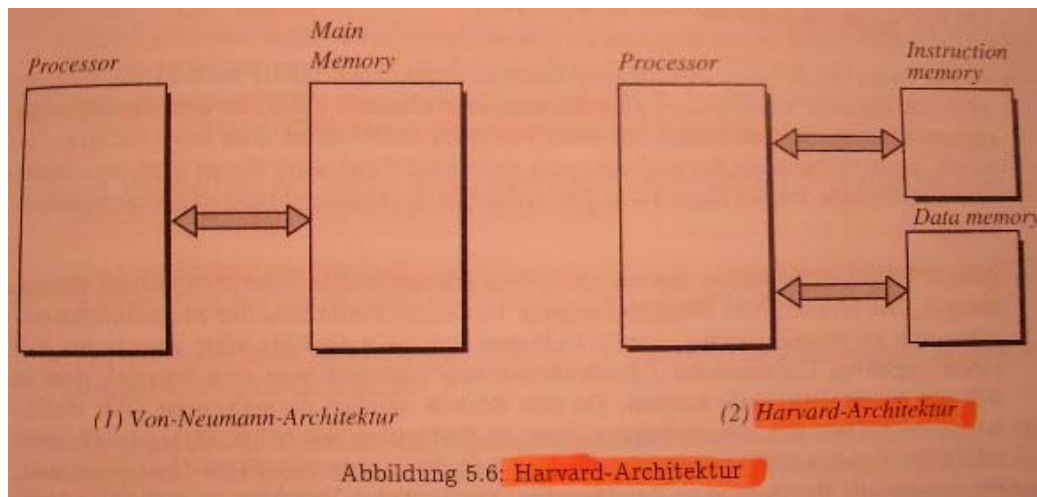 Main
Memory
Processor
Processor
Instruction
memory
Data memory
(1) Von-Neumann-Architektur
(2) Harvard-Architektur
Abbildung 5.6: Harvard-Architektur